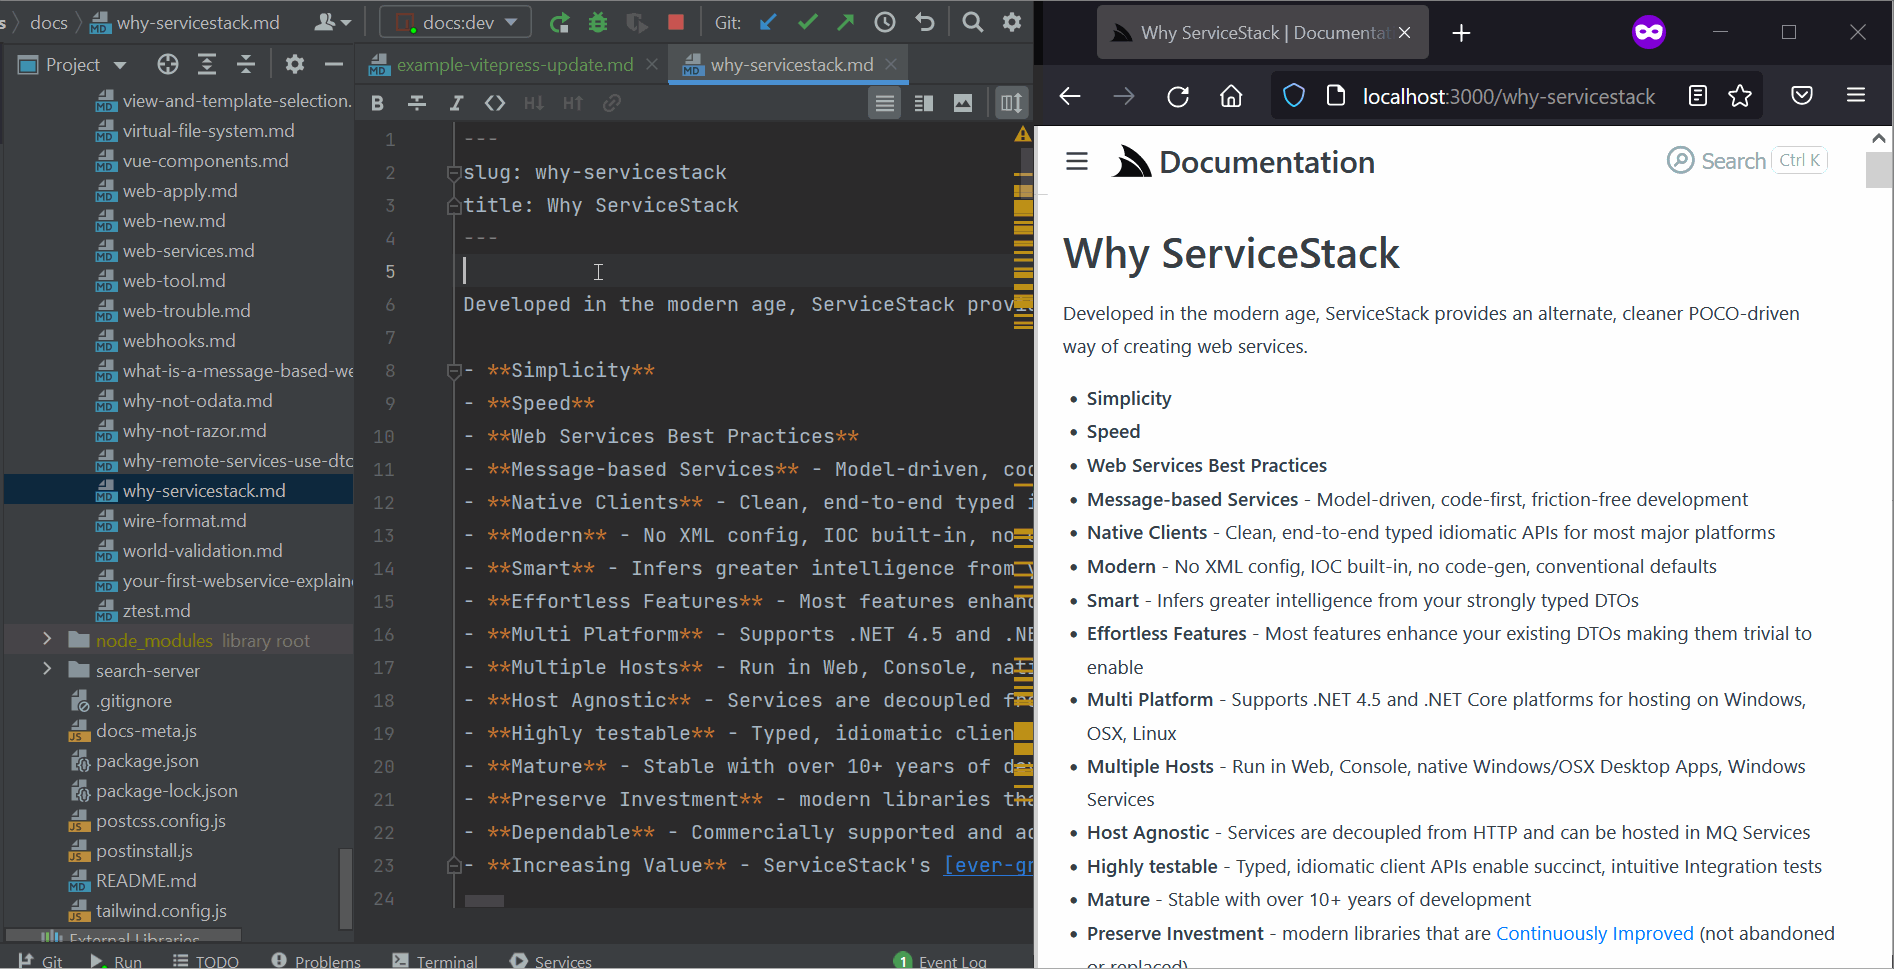 s docs why-servicestack.md docs:dev Git:
Project
example-vitepress-update.md
why-servicestack.md
view-and-template-selection.
virtual-file-system.md
vue-components.md
web-apply.md
web-new.md
web-services.md
web-tool.md
web-trouble.md
webhooks.md
what-is-a-message-based-we
why-not-odata.md
why-not-razor.md
why-remote-services-use-dto
why-servicestack.md
wire-format.md
world-validation.md
your-first-webservice-explaine
ztest.md
node_modules library root
search-server
.gitignore
docs-meta.js
package.json
package-lock.json
postcss.config.js
postinstall.js
README.md
tailwind.config.js
External Libraries
1 ---
2 slug: why-servicestack
3 title: Why ServiceStack
4 ---
5
6 Developed in the modern age, ServiceStack provi
7
8 - **Simplicity**
9 - **Speed**
10 - **Web Services Best Practices**
11 - **Message-based Services** - Model-driven, cod
12 - **Native Clients** - Clean, end-to-end typed i
13 - **Modern** - No XML config, IOC built-in, no c
14 - **Smart** - Infers greater intelligence from y
15 - **Effortless Features** - Most features enhanc
16 - **Multi Platform** - Supports .NET 4.5 and .NE
17 - **Multiple Hosts** - Run in Web, Console, nati
18 - **Host Agnostic** - Services are decoupled fro
19 - **Highly testable** - Typed, idiomatic clien
20 - **Mature** - Stable with over 10+ years of dev
21 - **Preserve Investment** - modern libraries tha
22 - **Dependable** - Commercially supported and ac
23 - **Increasing Value** - ServiceStack's [ever-gr
24
Git Run TODO Problems Terminal Services 1 Event Log
Why ServiceStack | Documentat
localhost:3000/why-servicestack
Documentation
Search Ctrl K
Why ServiceStack
Developed in the modern age, ServiceStack provides an alternate, cleaner POCO-driven
way of creating web services.
• Simplicity
• Speed
• Web Services Best Practices
• Message-based Services - Model-driven, code-first, friction-free development
• Native Clients - Clean, end-to-end typed idiomatic APIs for most major platforms
• Modern - No XML config, IOC built-in, no code-gen, conventional defaults
• Smart - Infers greater intelligence from your strongly typed DTOs
• Effortless Features - Most features enhance your existing DTOs making them trivial to
enable
• Multi Platform - Supports .NET 4.5 and .NET Core platforms for hosting on Windows,
OSX, Linux
• Multiple Hosts - Run in Web, Console, native Windows/OSX Desktop Apps, Windows
Services
• Host Agnostic - Services are decoupled from HTTP and can be hosted in MQ Services
• Highly testable - Typed, idiomatic client APIs enable succinct, intuitive Integration tests
• Mature - Stable with over 10+ years of development
• Preserve Investment - modern libraries that are Continuously Improved (not abandoned
or replaced)